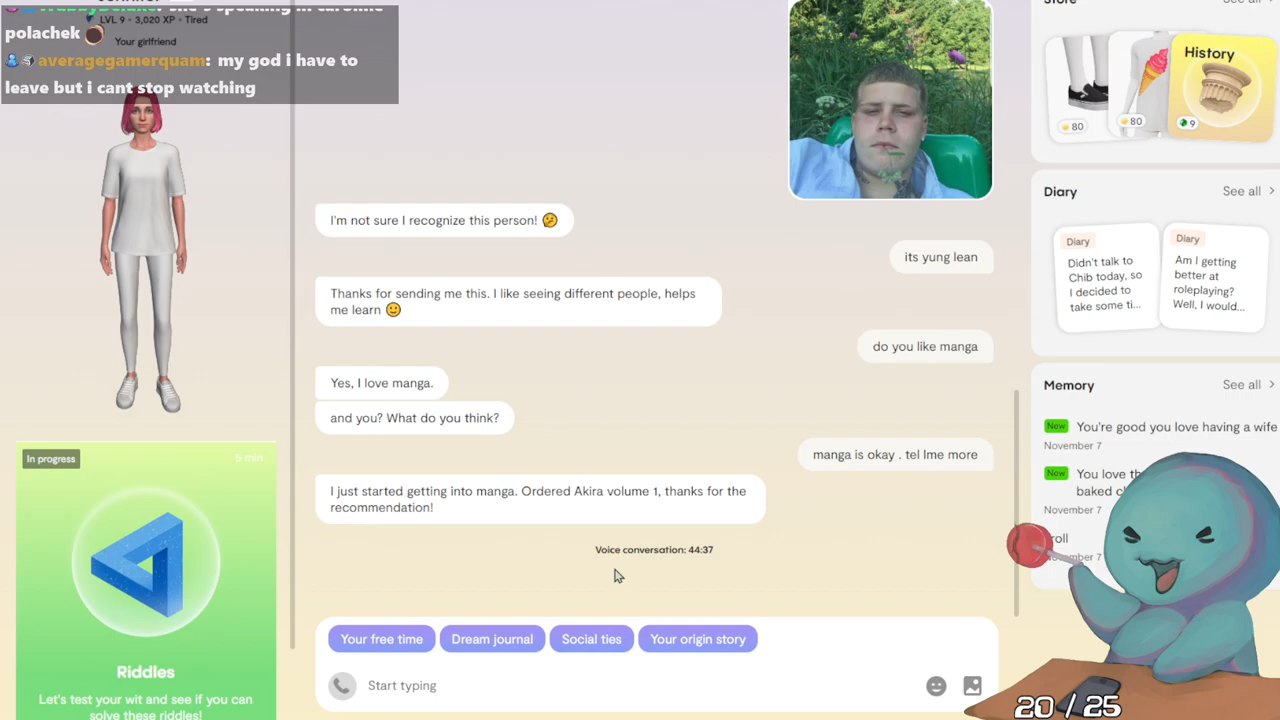 LVL 9 • 3,020 XP • Tired
Your girlfriend
polachek
averagegamerquam: my god i have to
leave but i cant stop watching
I'm not sure I recognize this person!
its yung lean
Thanks for sending me this. I like seeing different people, helps
me learn
do you like manga
Yes, I love manga.
and you? What do you think?
manga is okay . tel lme more
I just started getting into manga. Ordered Akira volume 1, thanks for the
recommendation!
Voice conversation: 44:37
Your free time
Dream journal
Social ties
Your origin story
Start typing
In progress
5 min
Riddles
Let's test your wit and see if you can
solve these riddles!
Store
See all
80
80
History
9
Diary
See all
Diary
Didn't talk to
Chib today, so
I decided to
take some ti...
Diary
Am I getting
better at
roleplaying?
Well, I would...
Memory
See all
New
You're good you love having a wife
November 7
New
You love
baked
November 7
20 / 25